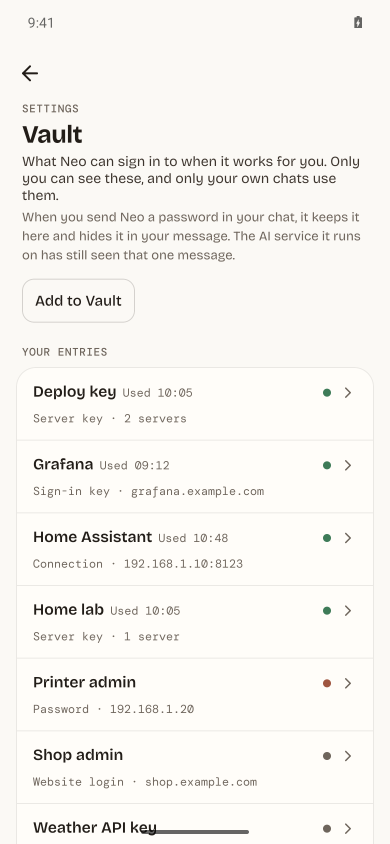 9:41
SETTINGS
Vault
What Neo can sign in to when it works for you. Only
you can see these, and only your own chats use
them.
When you send Neo a password in your chat, it keeps it
here and hides it in your message. The AI service it runs
on has still seen that one message.
Add to Vault
YOUR ENTRIES
Deploy key Used 10:05
Server key · 2 servers
Grafana Used 09:12
Sign-in key · grafana.example.com
Home Assistant Used 10:48
Connection · 192.168.1.10:8123
Home lab Used 10:05
Server key · 1 server
Printer admin
Password · 192.168.1.20
Shop admin
Website login · shop.example.com
Weather API key